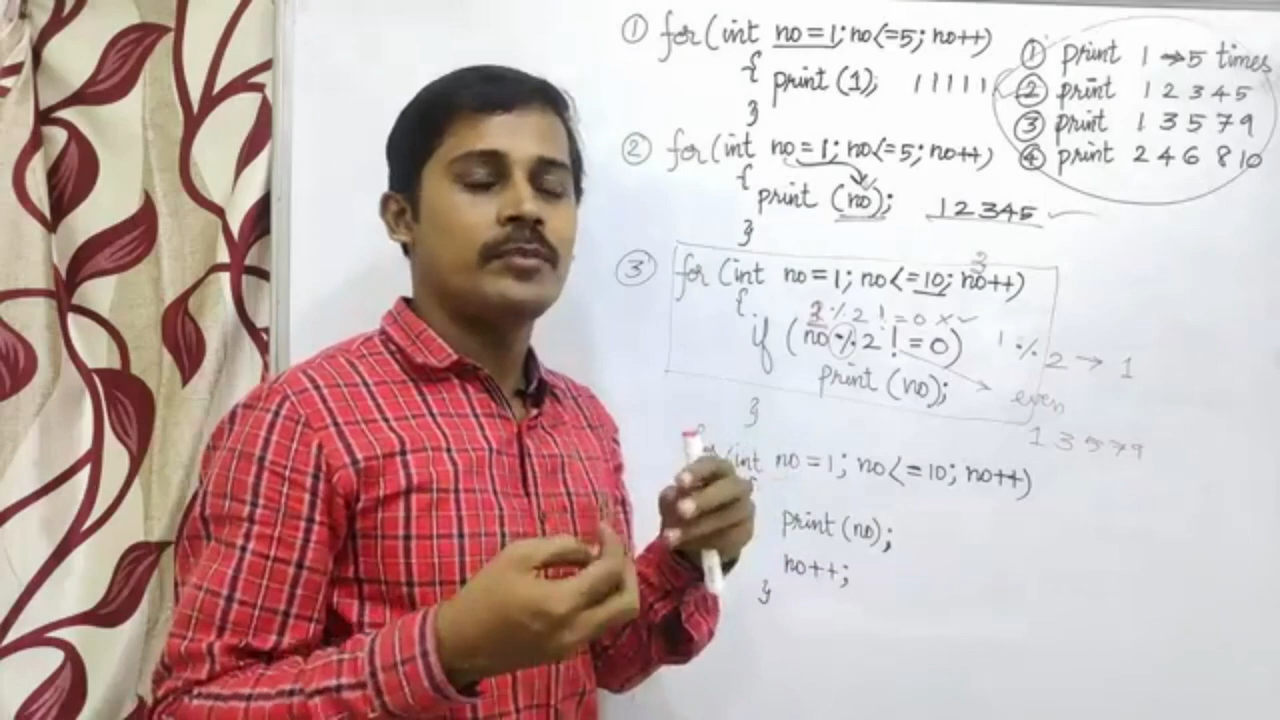 ① for(int no=1;no<=5; no++)
{
print (1);  1 1 1 1 1
}
② for(int no=1;no<=5;no++)
{
print (no);  1 2 3 4 5
}
① print 1 → 5 times
② print 1 2 3 4 5
③ print 1 3 5 7 9
④ print 2 4 6 8 10
3
③ for (int no=1; no<=10; no++)
{
3 % 2 ! = 0 × ✓
if (no % 2 ! = 0)  1 % 2 → 1
print (no);  even
}  1 3 5 7 9
(int no=1; no<=10; no++)
print (no);
no++;
}